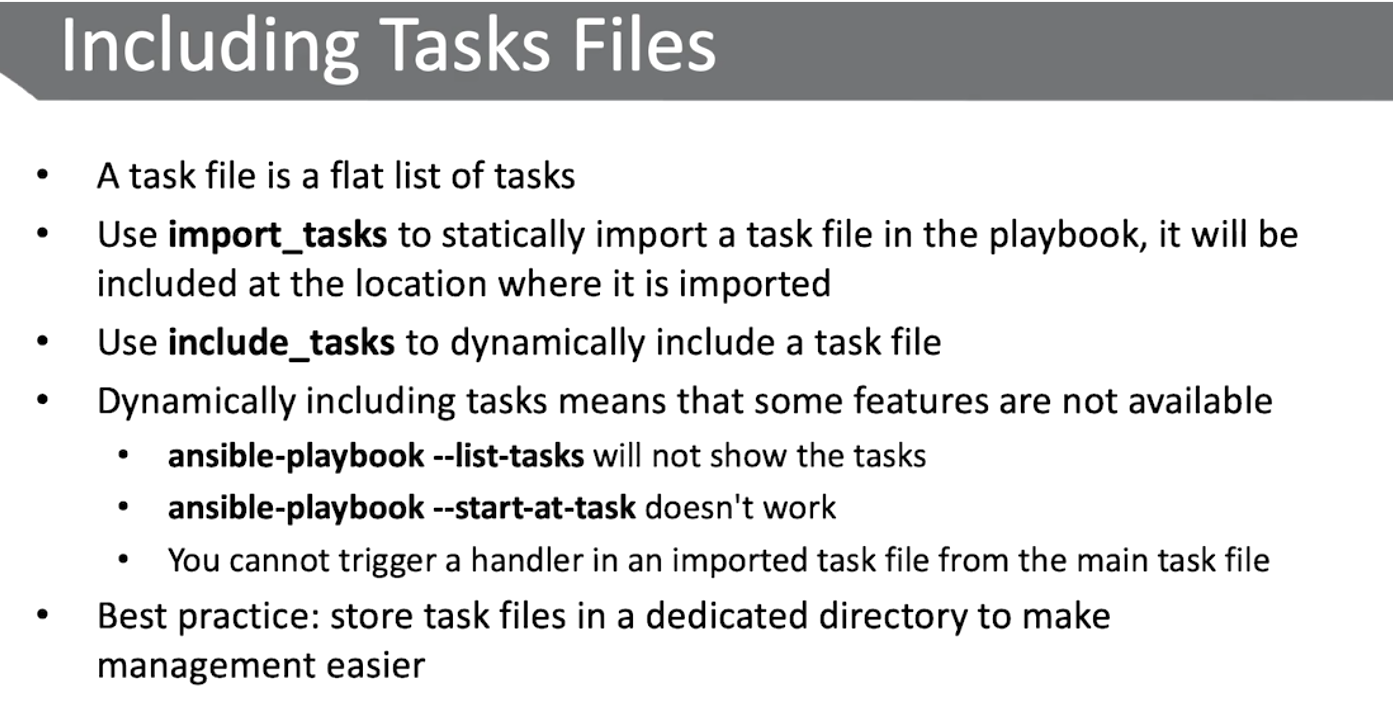 Including Tasks Files
• A task file is a flat list of tasks
• Use import_tasks to statically import a task file in the playbook, it will be
included at the location where it is imported
• Use include_tasks to dynamically include a task file
• Dynamically including tasks means that some features are not available
• ansible-playbook --list-tasks will not show the tasks
• ansible-playbook --start-at-task doesn't work
• You cannot trigger a handler in an imported task file from the main task file
• Best practice: store task files in a dedicated directory to make
management easier